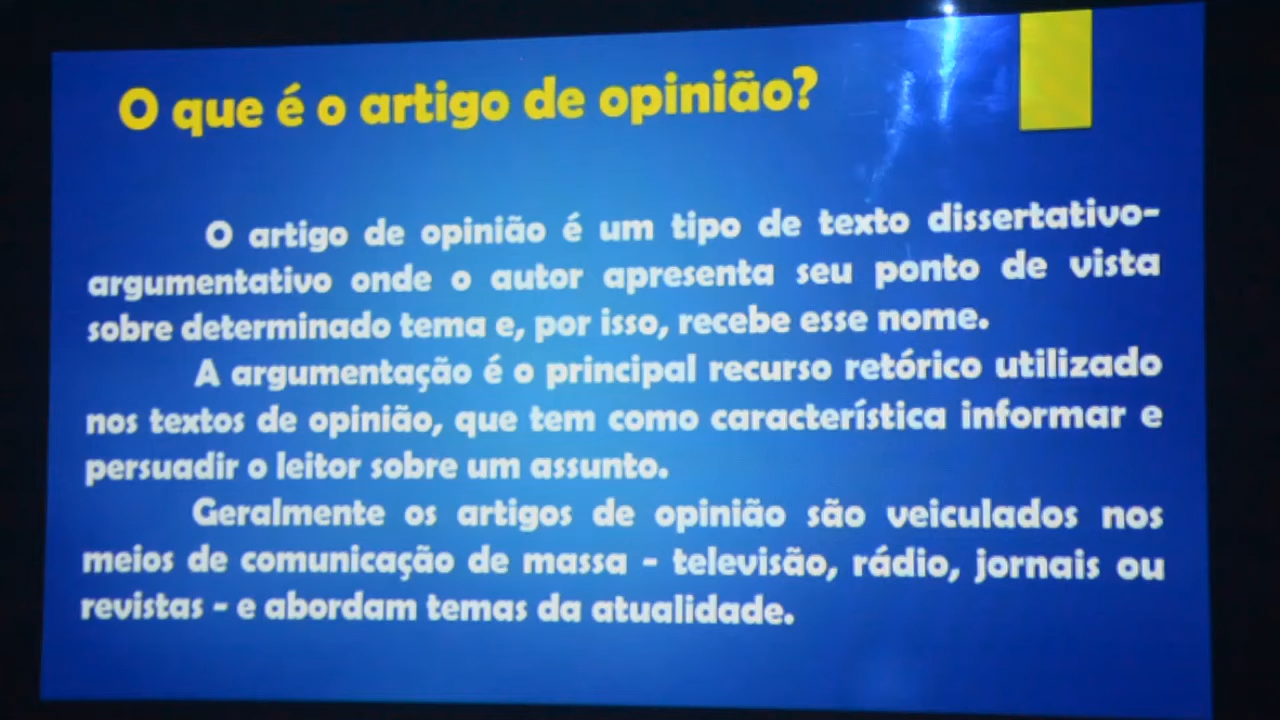 O que é o artigo de opinião?
O artigo de opinião é um tipo de texto dissertativo-
argumentativo onde o autor apresenta seu ponto de vista
sobre determinado tema e, por isso, recebe esse nome.
A argumentação é o principal recurso retórico utilizado
nos textos de opinião, que tem como característica informar e
persuadir o leitor sobre um assunto.
Geralmente os artigos de opinião são veiculados nos
meios de comunicação de massa - televisão, rádio, jornais ou
revistas - e abordam temas da atualidade.